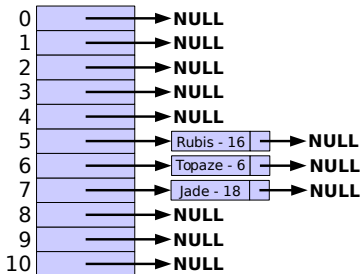 0 NULL
1 NULL
2 NULL
3 NULL
4 NULL
5 Rubis - 16 NULL
6 Topaze - 6 NULL
7 Jade - 18 NULL
8 NULL
9 NULL
10 NULL